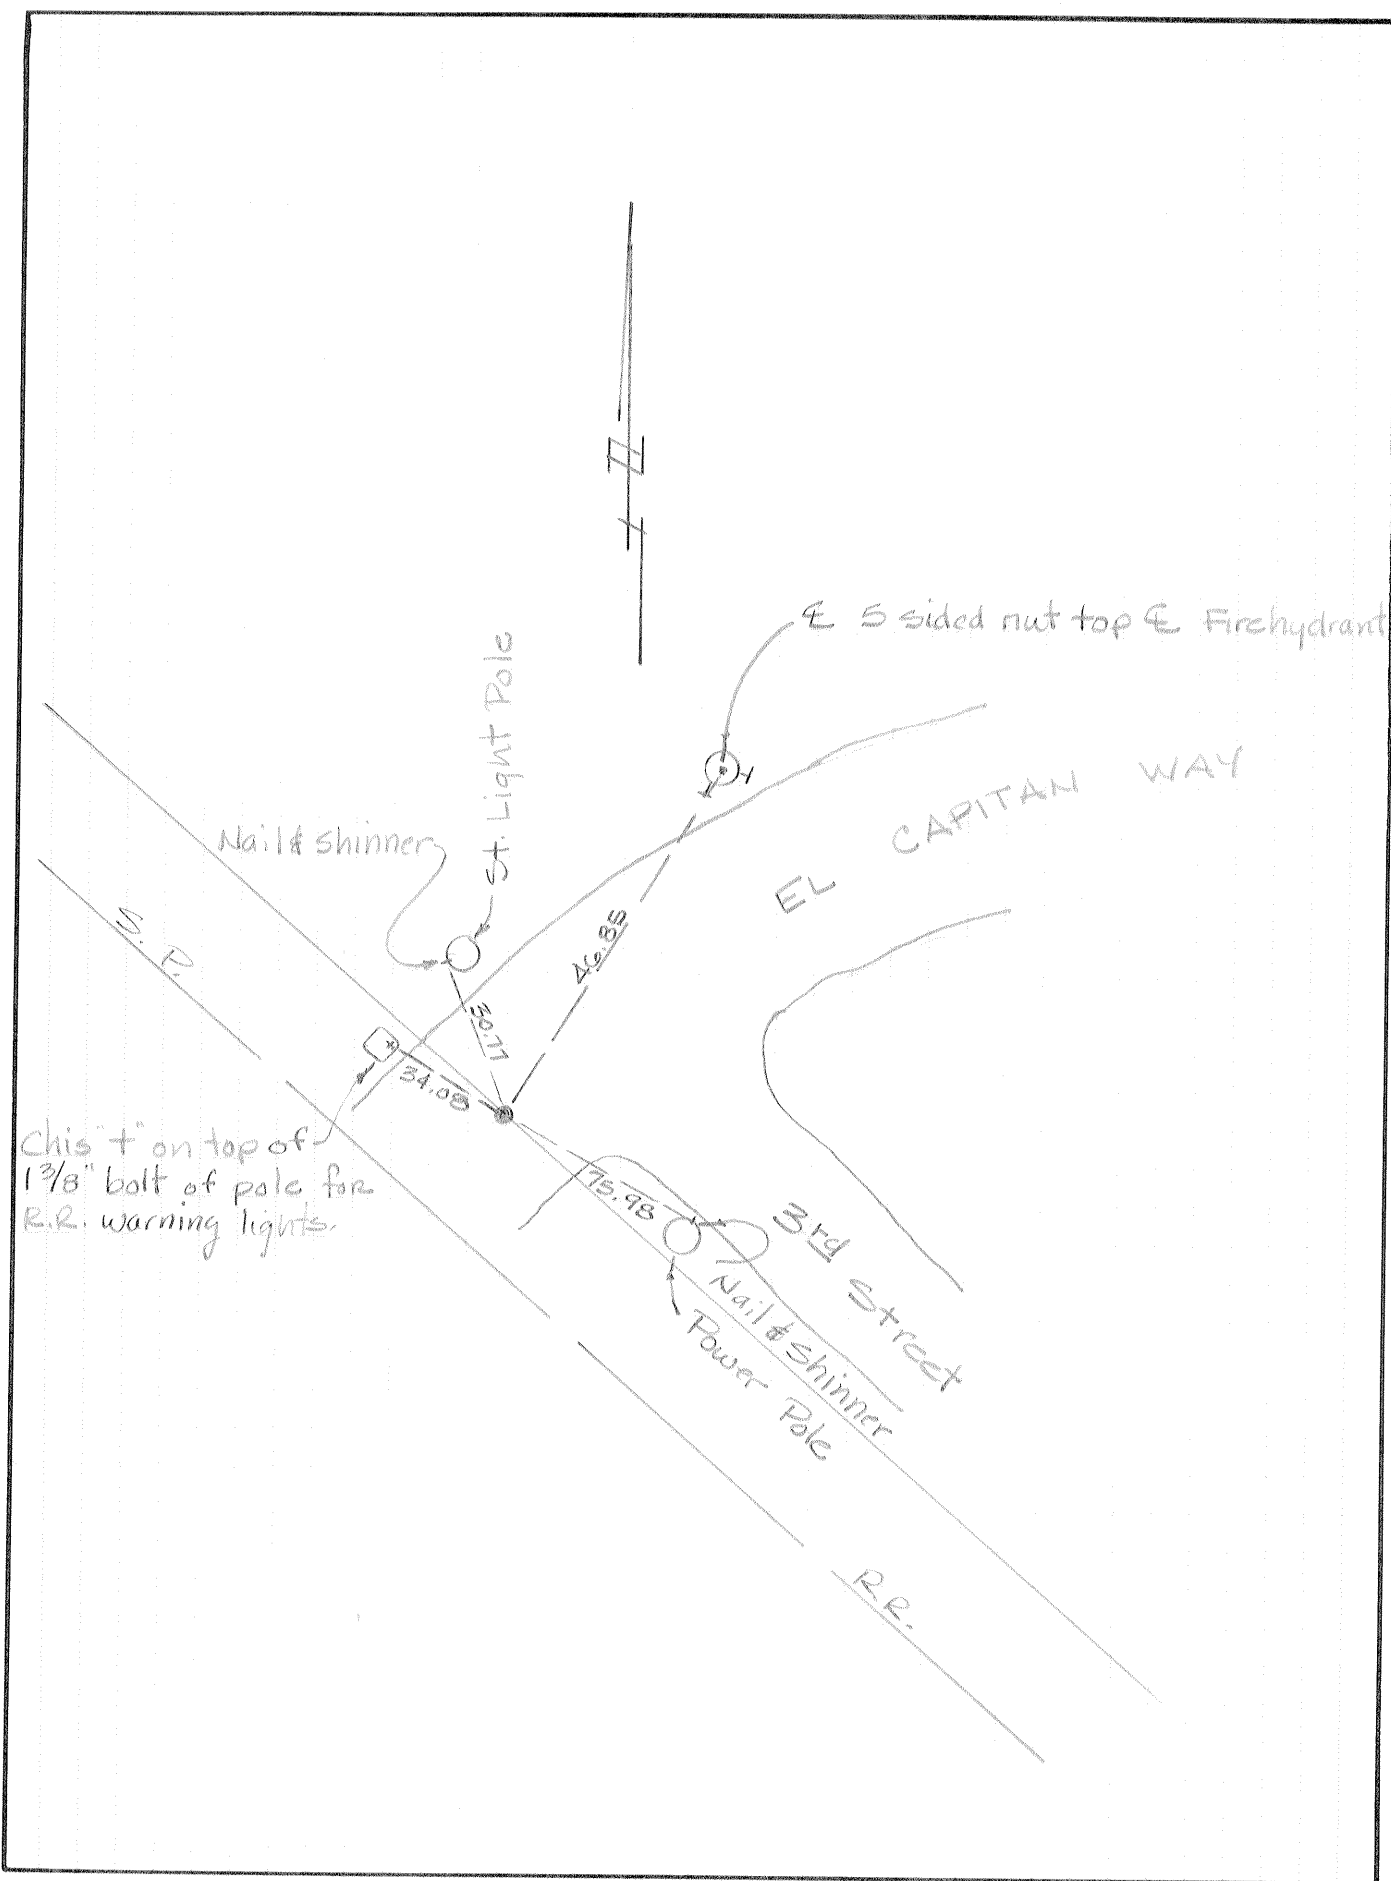 N
℄ 5 sided nut top ℄ Firehydrant
St. Light Pole
Nail & Shinner
EL CAPITAN WAY
S. P.
46.85
30.77
34.08
Chis "+" on top of
1 3/8" bolt of pole for
R.R. warning lights.
75.98
3rd Street
Nail & Shinner
Power Pole
R.R.